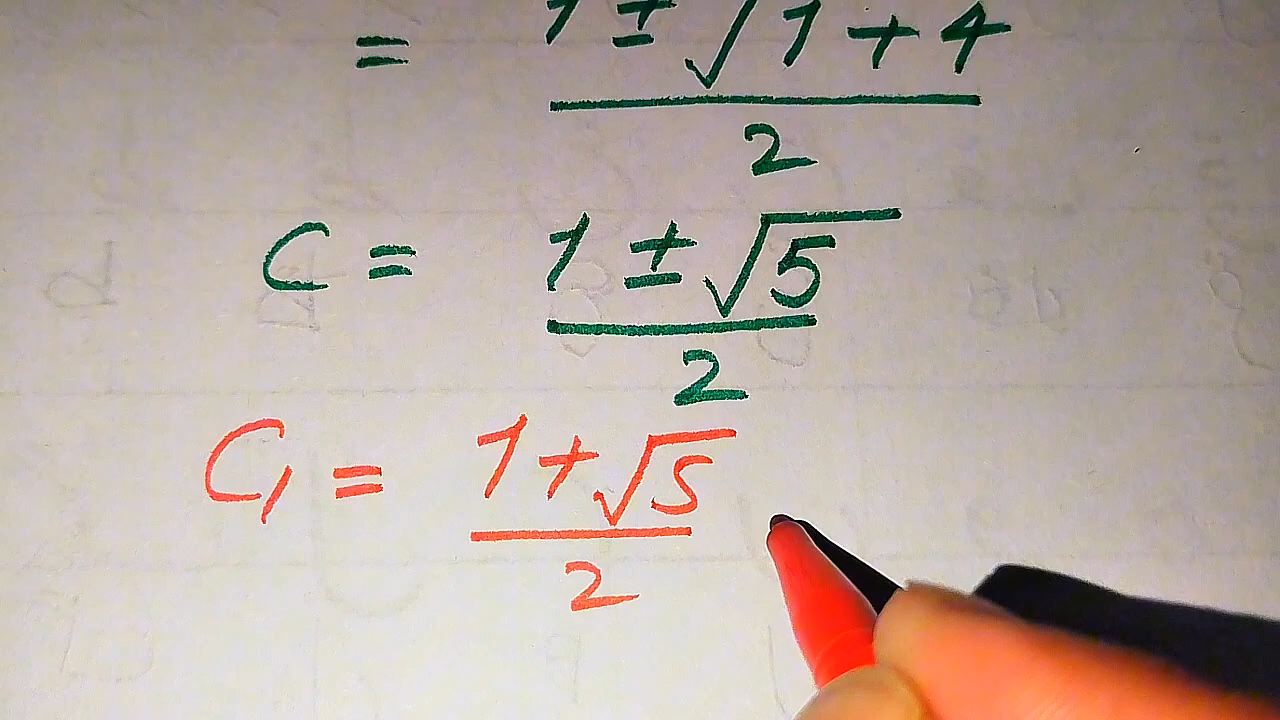 = 1 ± √1 + 4 / 2
C = 1 ± √5 / 2
C₁ = 1 + √5 / 2